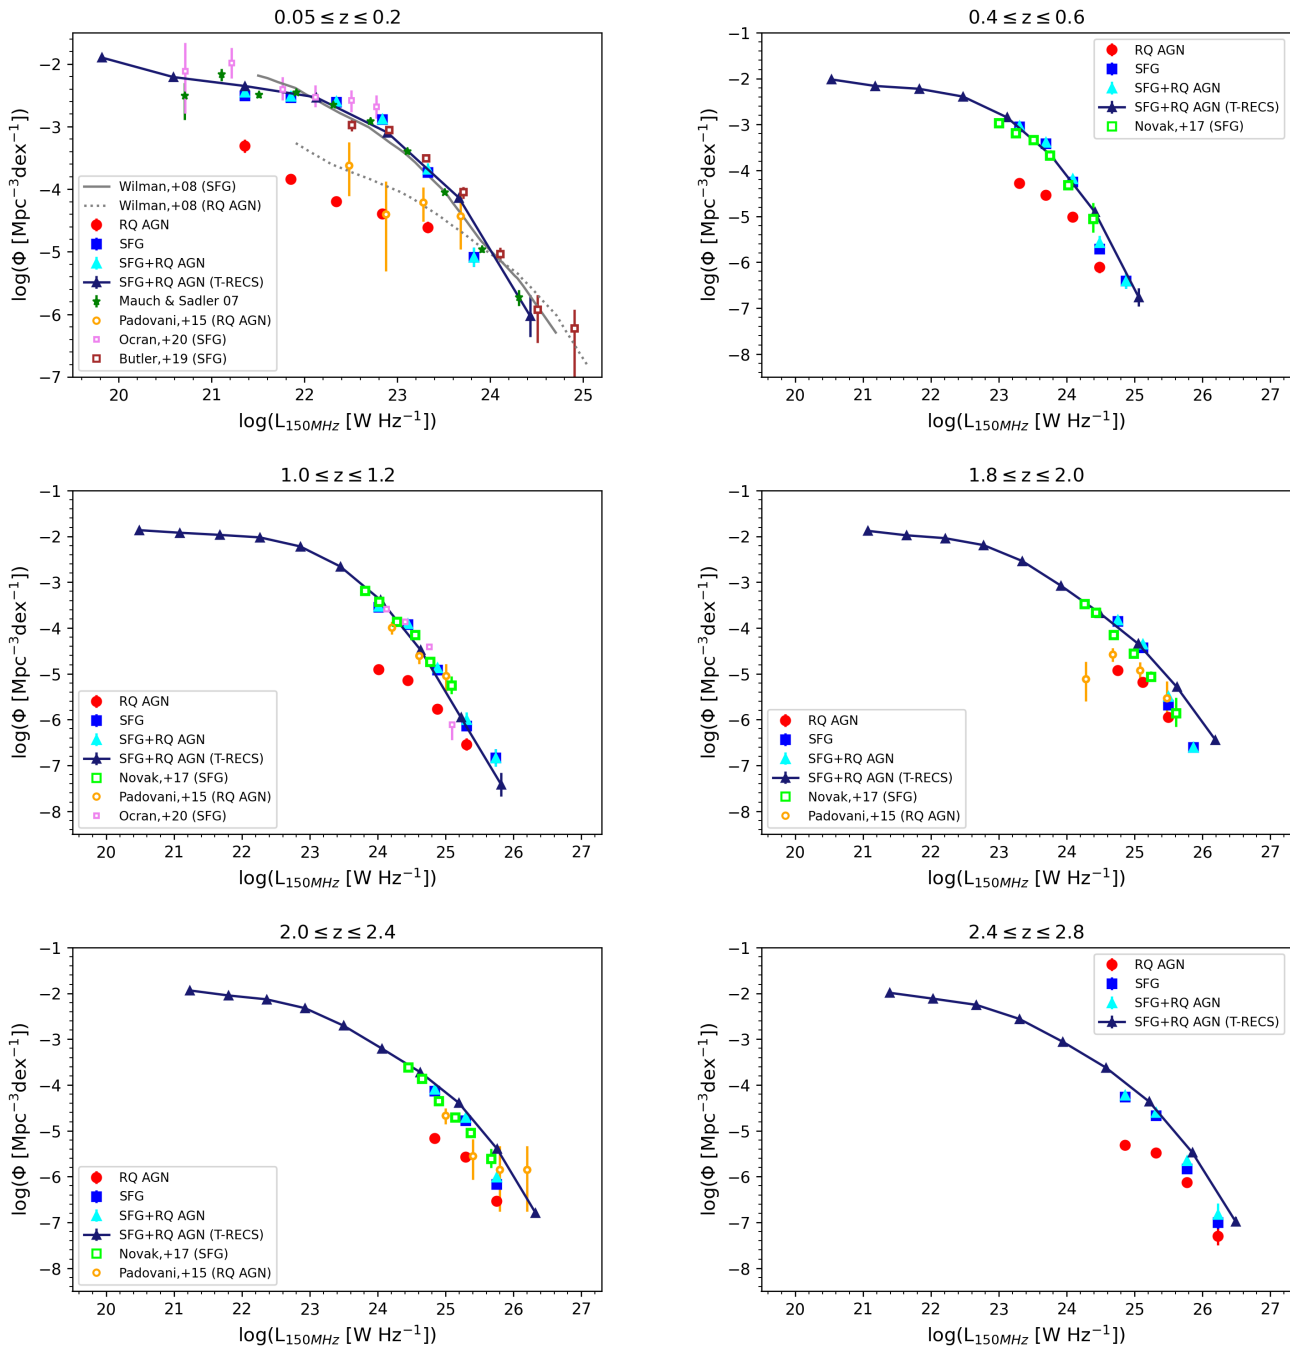 0.05 ≤ z ≤ 0.2
log(Φ [Mpc⁻³dex⁻¹])
−2
−3
−4
−5
−6
−7
Wilman,+08 (SFG)
Wilman,+08 (RQ AGN)
RQ AGN
SFG
SFG+RQ AGN
SFG+RQ AGN (T-RECS)
Mauch & Sadler 07
Padovani,+15 (RQ AGN)
Ocran,+20 (SFG)
Butler,+19 (SFG)
20 21 22 23 24 25
log(L150MHz [W Hz⁻¹])
0.4 ≤ z ≤ 0.6
log(Φ [Mpc⁻³dex⁻¹])
−1
−2
−3
−4
−5
−6
−7
−8
RQ AGN
SFG
SFG+RQ AGN
SFG+RQ AGN (T-RECS)
Novak,+17 (SFG)
20 21 22 23 24 25 26 27
log(L150MHz [W Hz⁻¹])
1.0 ≤ z ≤ 1.2
log(Φ [Mpc⁻³dex⁻¹])
−1
−2
−3
−4
−5
−6
−7
−8
RQ AGN
SFG
SFG+RQ AGN
SFG+RQ AGN (T-RECS)
Novak,+17 (SFG)
Padovani,+15 (RQ AGN)
Ocran,+20 (SFG)
20 21 22 23 24 25 26 27
log(L150MHz [W Hz⁻¹])
1.8 ≤ z ≤ 2.0
log(Φ [Mpc⁻³dex⁻¹])
−1
−2
−3
−4
−5
−6
−7
−8
RQ AGN
SFG
SFG+RQ AGN
SFG+RQ AGN (T-RECS)
Novak,+17 (SFG)
Padovani,+15 (RQ AGN)
20 21 22 23 24 25 26 27
log(L150MHz [W Hz⁻¹])
2.0 ≤ z ≤ 2.4
log(Φ [Mpc⁻³dex⁻¹])
−1
−2
−3
−4
−5
−6
−7
−8
RQ AGN
SFG
SFG+RQ AGN
SFG+RQ AGN (T-RECS)
Novak,+17 (SFG)
Padovani,+15 (RQ AGN)
20 21 22 23 24 25 26 27
log(L150MHz [W Hz⁻¹])
2.4 ≤ z ≤ 2.8
log(Φ [Mpc⁻³dex⁻¹])
−1
−2
−3
−4
−5
−6
−7
−8
RQ AGN
SFG
SFG+RQ AGN
SFG+RQ AGN (T-RECS)
20 21 22 23 24 25 26 27
log(L150MHz [W Hz⁻¹])